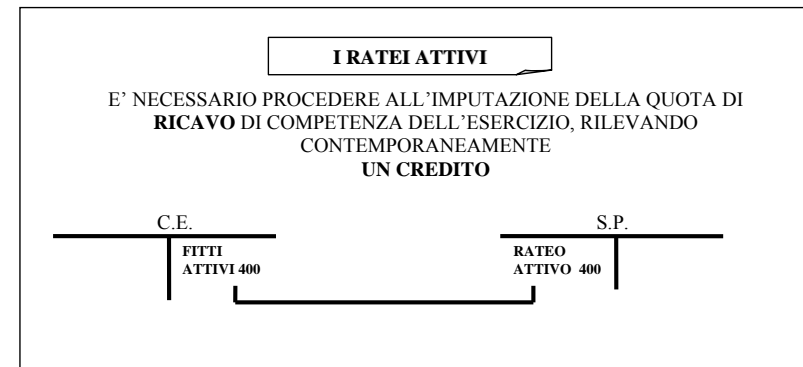 I RATEI ATTIVI
E’ NECESSARIO PROCEDERE ALL’IMPUTAZIONE DELLA QUOTA DI
RICAVO DI COMPETENZA DELL’ESERCIZIO, RILEVANDO
CONTEMPORANEAMENTE
UN CREDITO
C.E.
FITTI
ATTIVI 400
S.P.
RATEO
ATTIVO 400